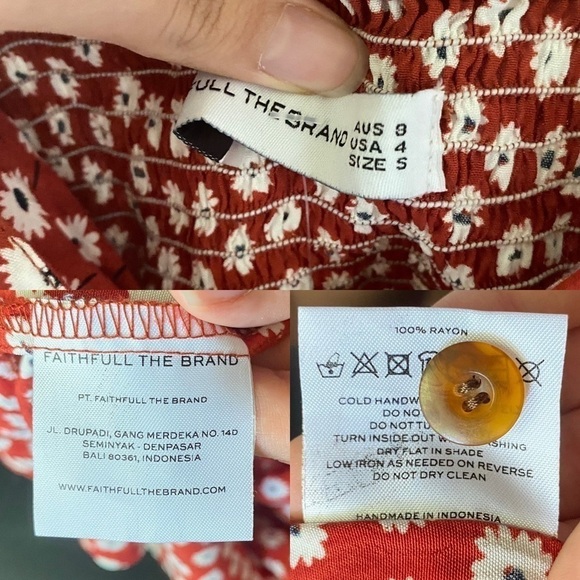 FULL THE BRAND
AUS 8
USA 4
SIZE S
FAITHFULL THE BRAND
PT. FAITHFULL THE BRAND
JL. DRUPADI, GANG MERDEKA NO. 14D
SEMINYAK - DENPASAR
BALI 80361, INDONESIA
WWW.FAITHFULLTHEBRAND.COM
100% RAYON
COLD HANDW
DO NO
DO NOT TU
TURN INSIDE OUT W SHING
DRY FLAT IN SHADE
LOW IRON AS NEEDED ON REVERSE
DO NOT DRY CLEAN
HANDMADE IN INDONESIA